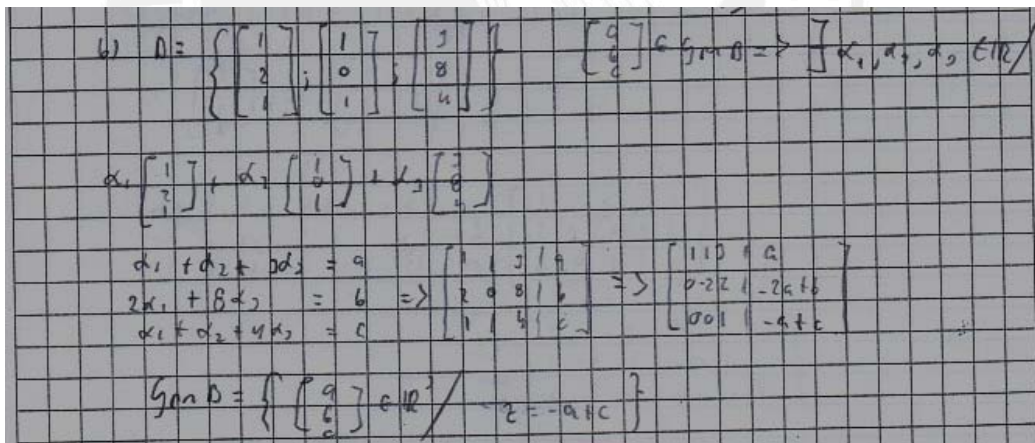 b) D = { [1 2 1] ; [1 0 1] ; [3 8 4] } [a b c] ∈ Gen D => ∃ α₁, α₂, α₃ ∈ IR /
α₁ [1 2 1] + α₂ [1 0 1] + α₃ [3 8]
α₁ + α₂ + 3α₃ = a
2α₁ + 8α₃ = b => [1 1 3 | a; 2 0 8 | b; 1 1 4 | c] => [1 1 3 | a; 0 -2 2 | -2a+b; 0 0 1 | -a+c]
α₁ + α₂ + 4α₃ = c
Gen D = { [a b c] ∈ IR³ / z = -a+c }